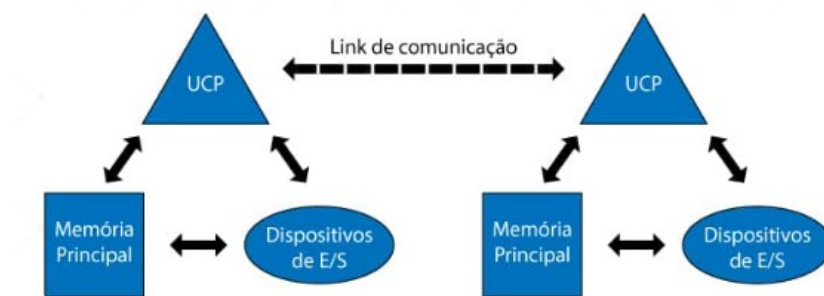 Link de comunicação
UCP
UCP
Memória
Principal
Dispositivos
de E/S
Memória
Principal
Dispositivos
de E/S